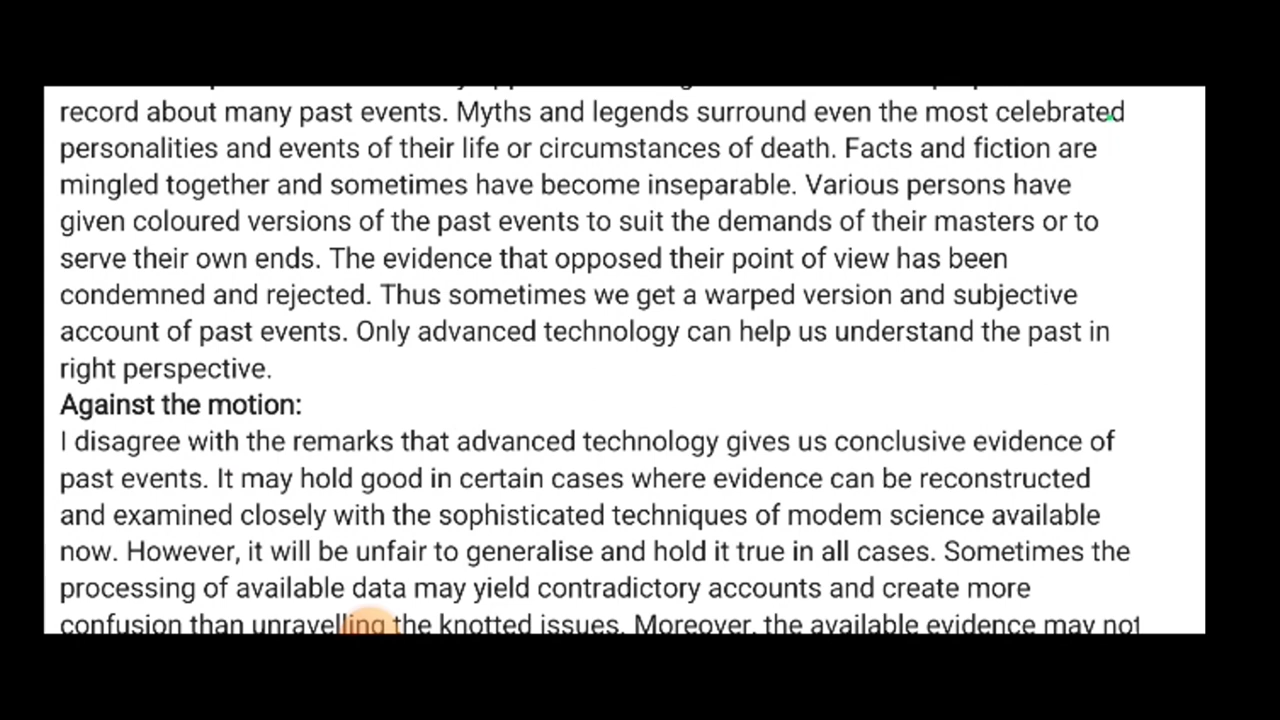 record about many past events. Myths and legends surround even the most celebrated
personalities and events of their life or circumstances of death. Facts and fiction are
mingled together and sometimes have become inseparable. Various persons have
given coloured versions of the past events to suit the demands of their masters or to
serve their own ends. The evidence that opposed their point of view has been
condemned and rejected. Thus sometimes we get a warped version and subjective
account of past events. Only advanced technology can help us understand the past in
right perspective.
Against the motion:
I disagree with the remarks that advanced technology gives us conclusive evidence of
past events. It may hold good in certain cases where evidence can be reconstructed
and examined closely with the sophisticated techniques of modem science available
now. However, it will be unfair to generalise and hold it true in all cases. Sometimes the
processing of available data may yield contradictory accounts and create more
confusion than unravelling the knotted issues. Moreover, the available evidence may not